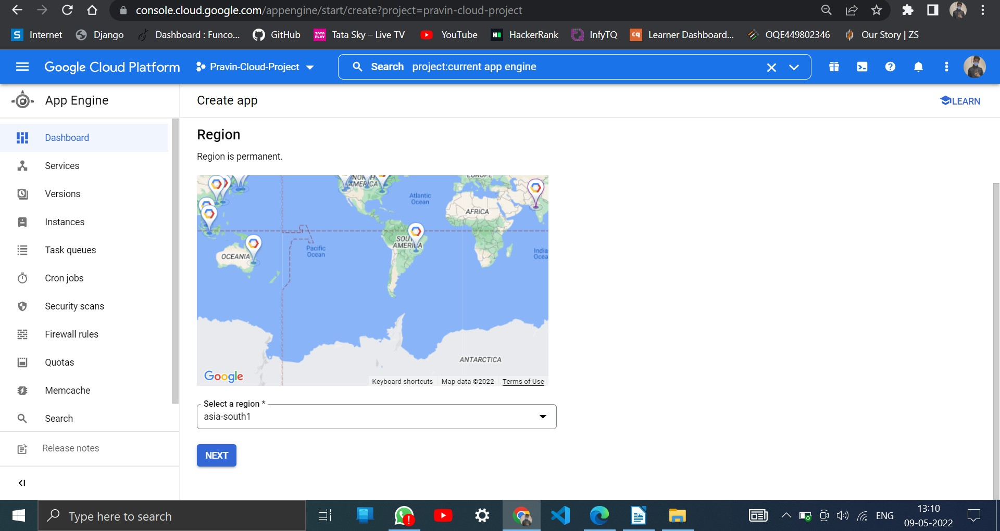 console.cloud.google.com/appengine/start/create?project=pravin-cloud-project
S Internet Django Dashboard : Funco... GitHub TATA PLAY Tata Sky – Live TV YouTube H HackerRank InfyTQ cq Learner Dashboard... OQE449802346 Our Story | ZS
Google Cloud Platform Pravin-Cloud-Project Search project:current app engine
App Engine
Create app
LEARN
Dashboard
Services
Versions
Instances
Task queues
Cron jobs
Security scans
Firewall rules
Quotas
Memcache
Search
Release notes
Region
Region is permanent.
NORTH
AMERICA
EUROPE
Atlantic
Ocean
AFRICA
SOUTH
AMERICA
Pacific
Ocean
OCEANIA
India
Ocea
ANTARCTICA
Google
Keyboard shortcuts Map data ©2022 Terms of Use
Select a region *
asia-south1
NEXT
Type here to search
ENG
13:10
09-05-2022